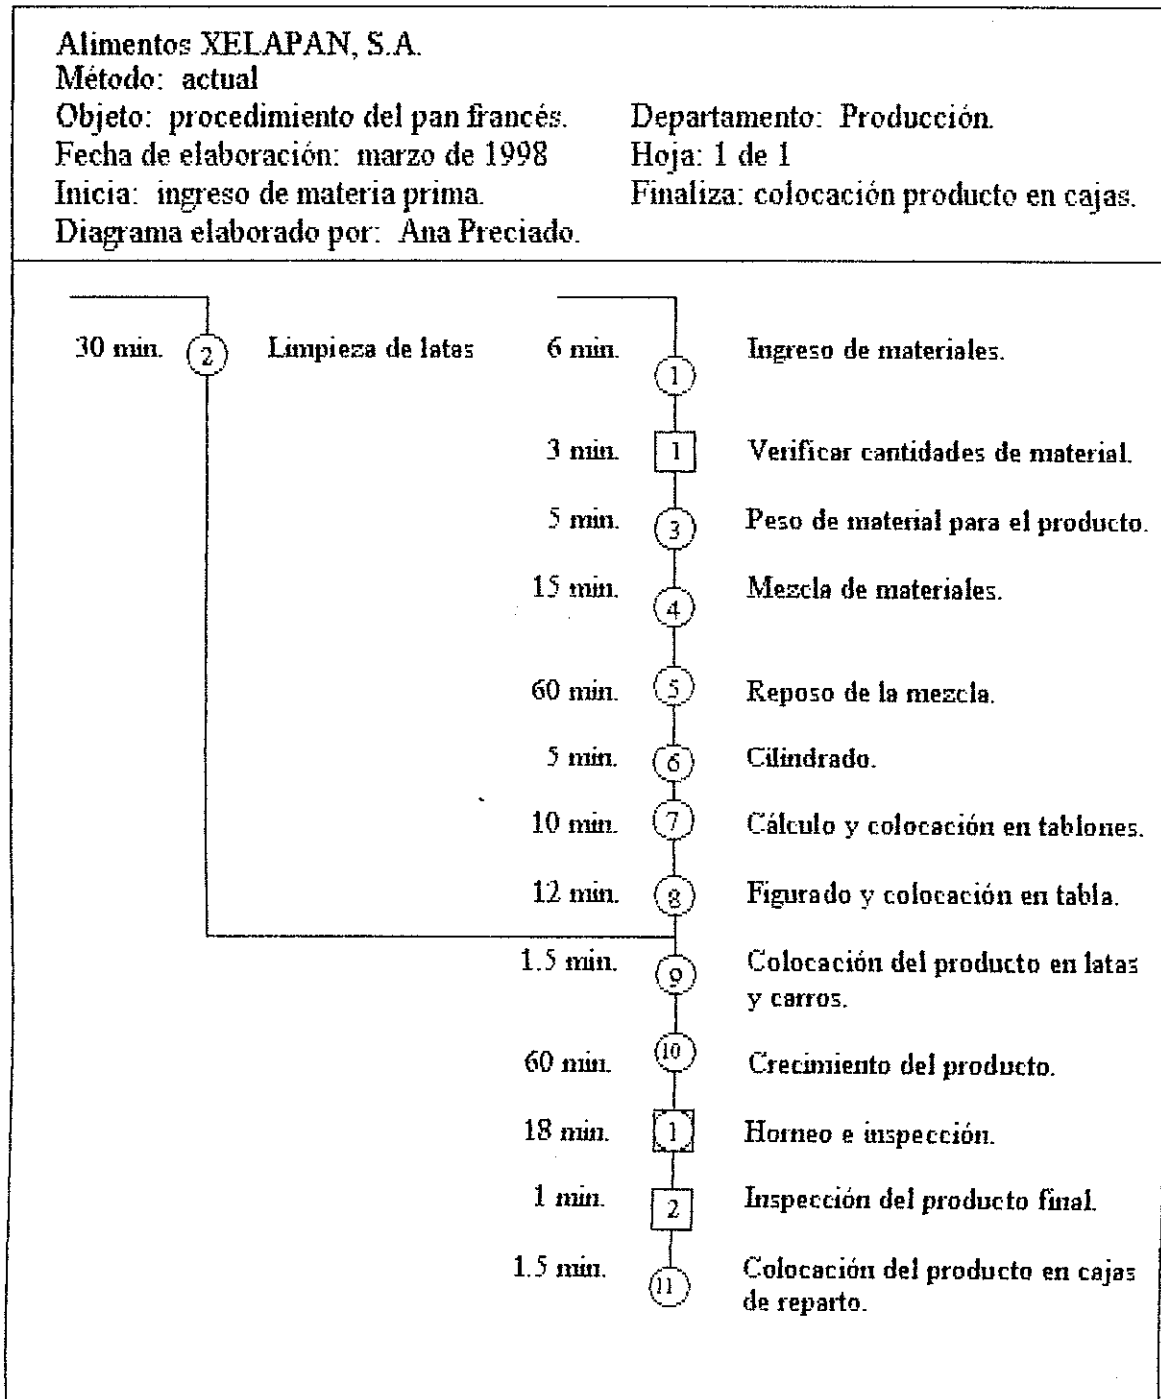 Alimentos XELAPAN, S.A.
Método: actual
Objeto: procedimiento del pan francés. Departamento: Producción.
Fecha de elaboración: marzo de 1998 Hoja: 1 de 1
Inicia: ingreso de materia prima. Finaliza: colocación producto en cajas.
Diagrama elaborado por: Ana Preciado.
30 min. 2 Limpieza de latas 6 min. 1 Ingreso de materiales.
3 min. 1 Verificar cantidades de material.
5 min. 3 Peso de material para el producto.
15 min. 4 Mezcla de materiales.
60 min. 5 Reposo de la mezcla.
5 min. 6 Cilindrado.
10 min. 7 Cálculo y colocación en tablones.
12 min. 8 Figurado y colocación en tabla.
1.5 min. 9 Colocación del producto en latas
y carros.
60 min. 10 Crecimiento del producto.
18 min. 1 Horneo e inspección.
1 min. 2 Inspección del producto final.
1.5 min. 11 Colocación del producto en cajas
de reparto.